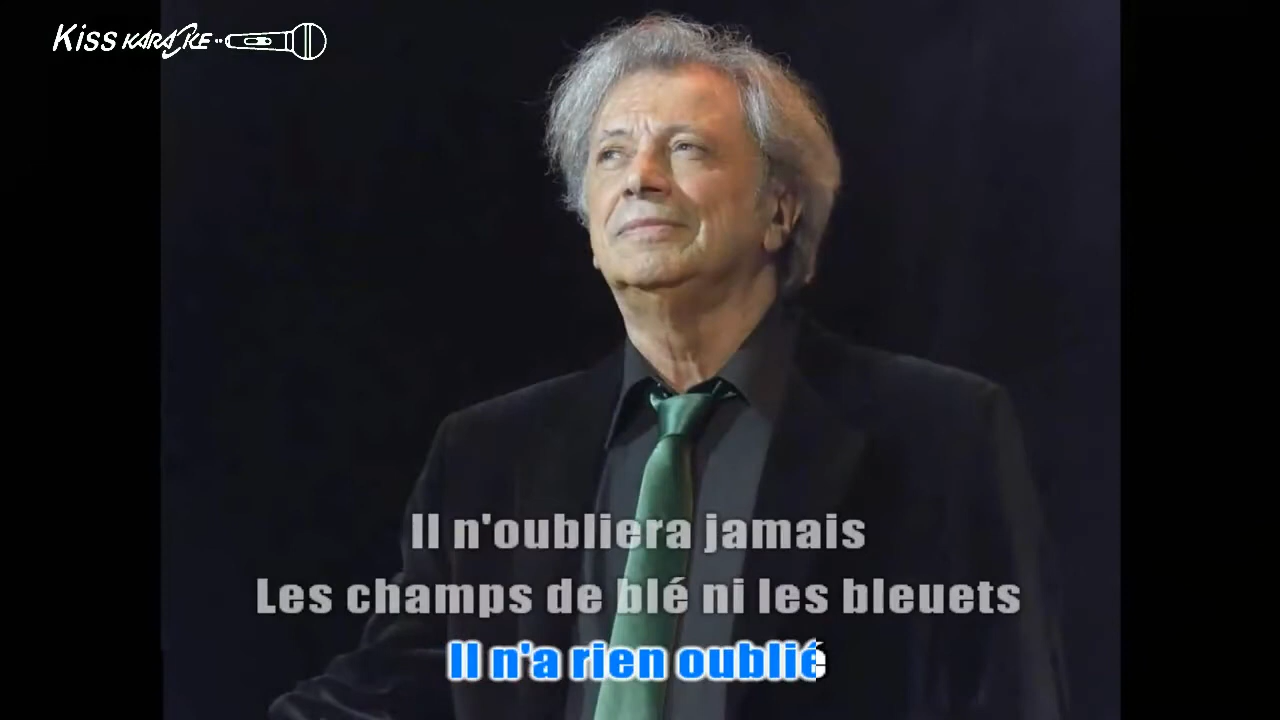 Kiss KARAOKE
Il n'oubliera jamais
Les champs de blé ni les bleuets
Il n'a rien oublié